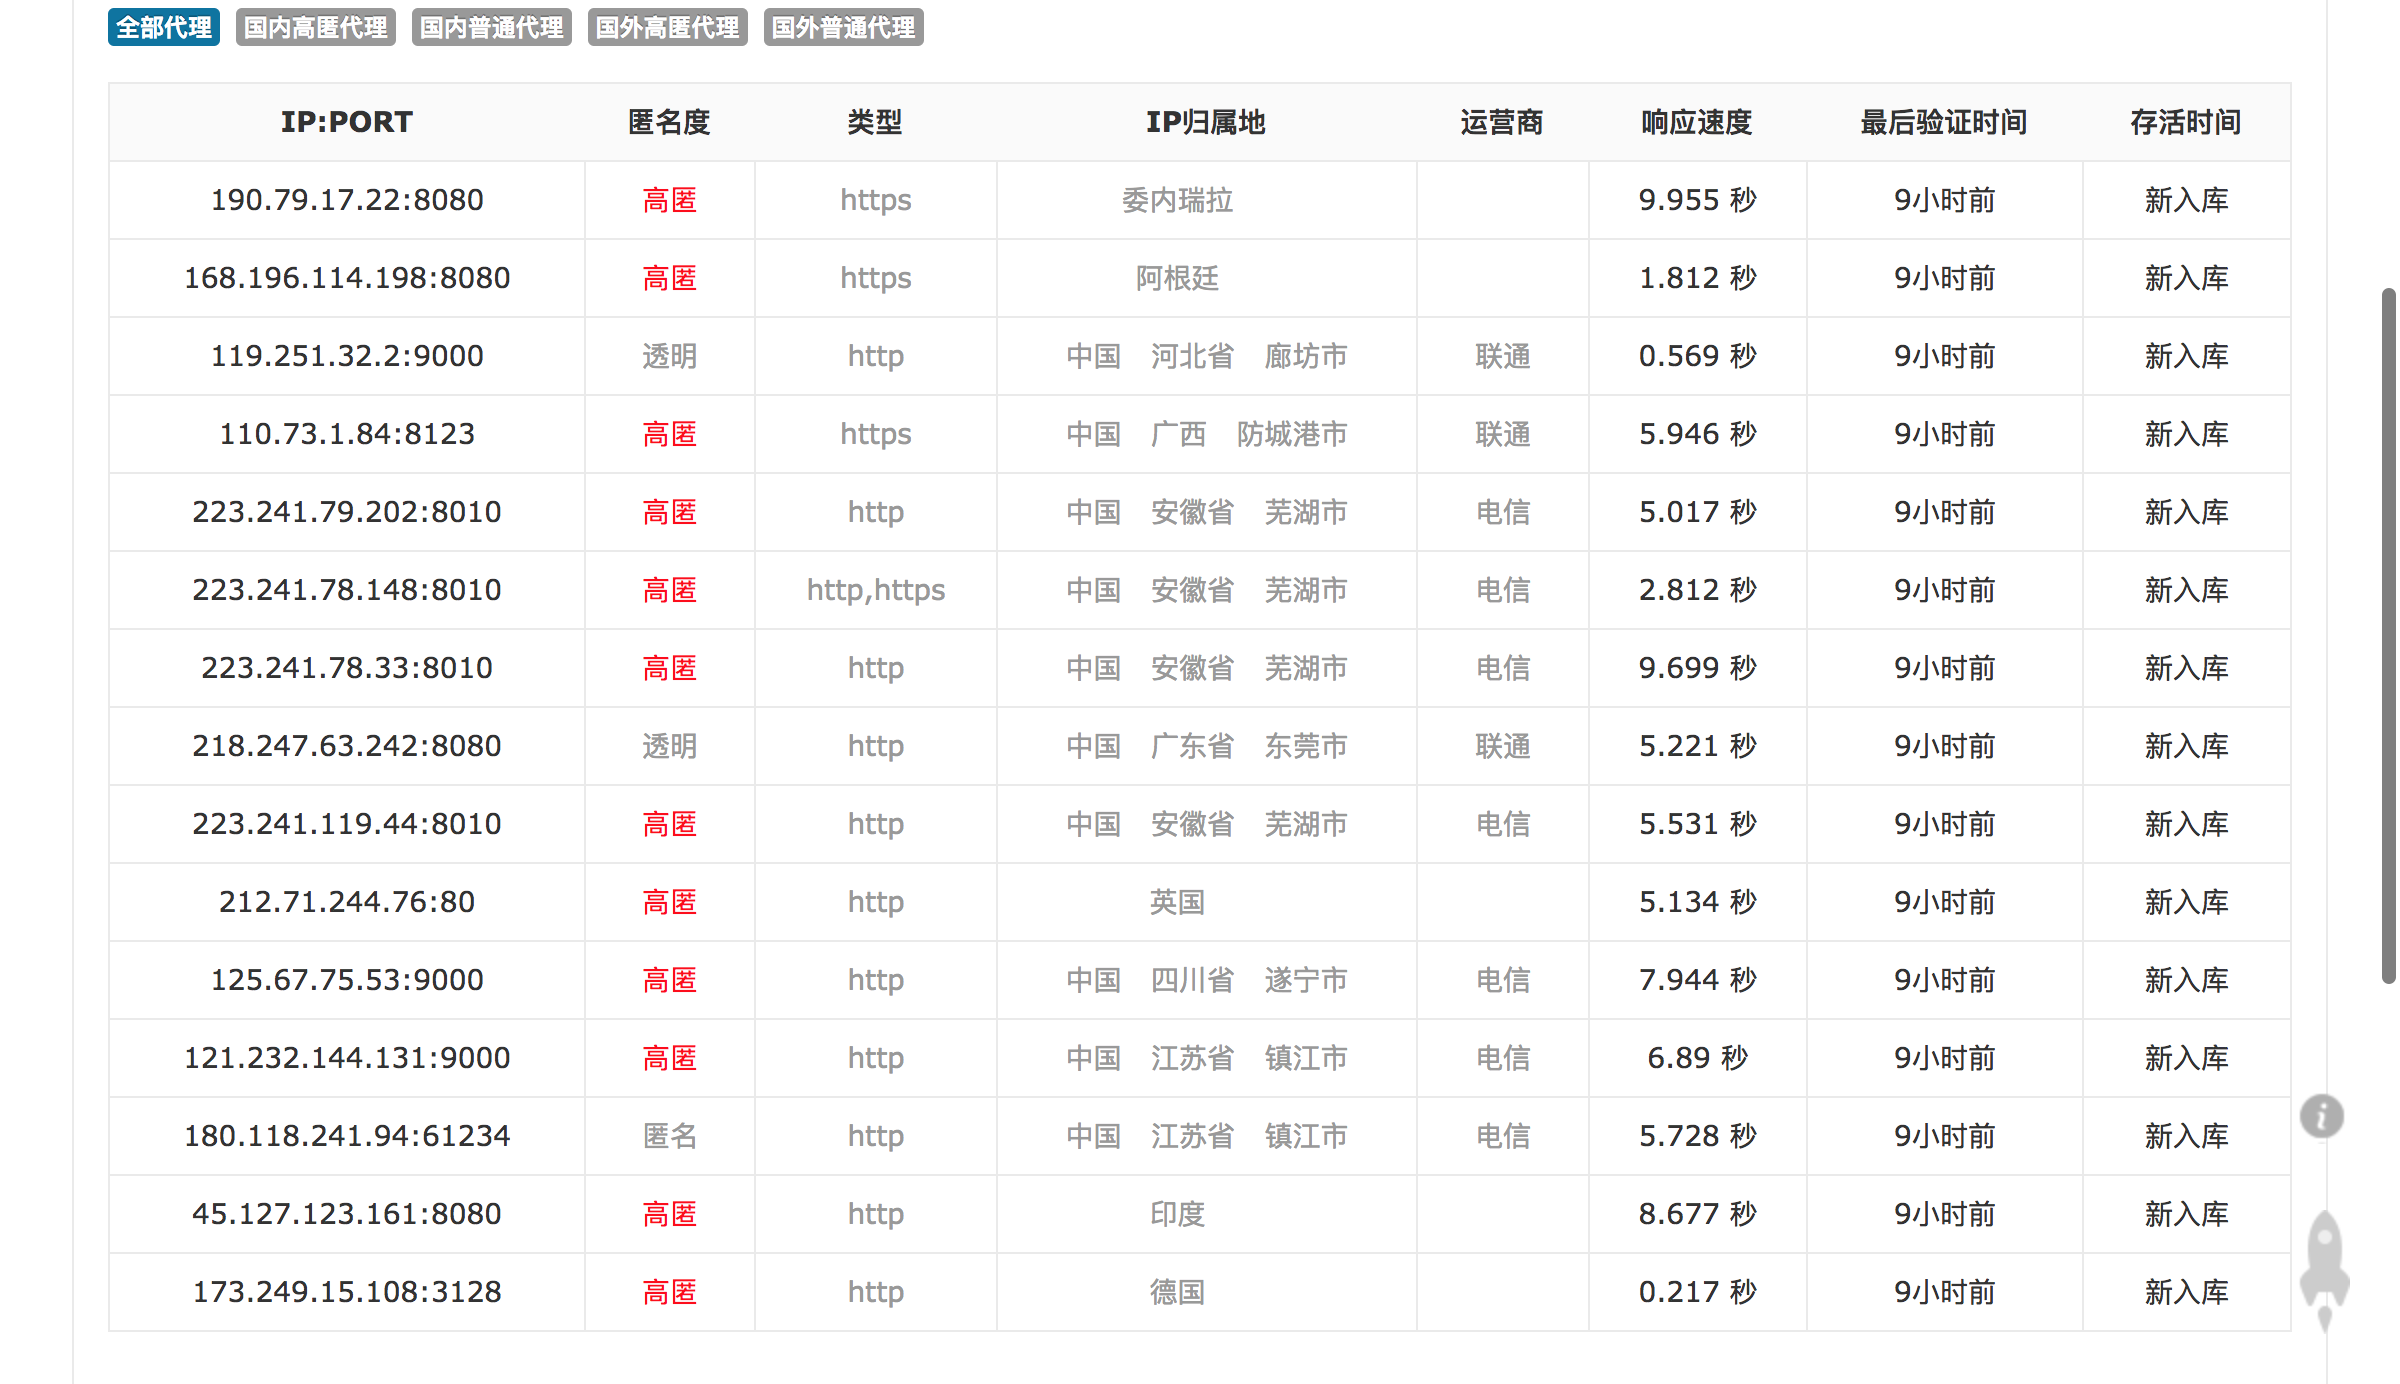 全部代理 国内高匿代理 国内普通代理 国外高匿代理 国外普通代理
IP:PORT 匿名度 类型 IP归属地 运营商 响应速度 最后验证时间 存活时间
190.79.17.22:8080 高匿 https 委内瑞拉 9.955 秒 9小时前 新入库
168.196.114.198:8080 高匿 https 阿根廷 1.812 秒 9小时前 新入库
119.251.32.2:9000 透明 http 中国 河北省 廊坊市 联通 0.569 秒 9小时前 新入库
110.73.1.84:8123 高匿 https 中国 广西 防城港市 联通 5.946 秒 9小时前 新入库
223.241.79.202:8010 高匿 http 中国 安徽省 芜湖市 电信 5.017 秒 9小时前 新入库
223.241.78.148:8010 高匿 http,https 中国 安徽省 芜湖市 电信 2.812 秒 9小时前 新入库
223.241.78.33:8010 高匿 http 中国 安徽省 芜湖市 电信 9.699 秒 9小时前 新入库
218.247.63.242:8080 透明 http 中国 广东省 东莞市 联通 5.221 秒 9小时前 新入库
223.241.119.44:8010 高匿 http 中国 安徽省 芜湖市 电信 5.531 秒 9小时前 新入库
212.71.244.76:80 高匿 http 英国 5.134 秒 9小时前 新入库
125.67.75.53:9000 高匿 http 中国 四川省 遂宁市 电信 7.944 秒 9小时前 新入库
121.232.144.131:9000 高匿 http 中国 江苏省 镇江市 电信 6.89 秒 9小时前 新入库
180.118.241.94:61234 匿名 http 中国 江苏省 镇江市 电信 5.728 秒 9小时前 新入库
45.127.123.161:8080 高匿 http 印度 8.677 秒 9小时前 新入库
173.249.15.108:3128 高匿 http 德国 0.217 秒 9小时前 新入库